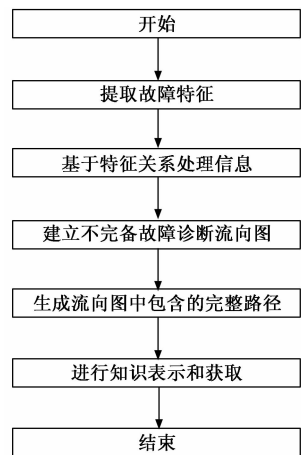 开始
提取故障特征
基于特征关系处理信息
建立不完备故障诊断流向图
生成流向图中包含的完整路径
进行知识表示和获取
结束